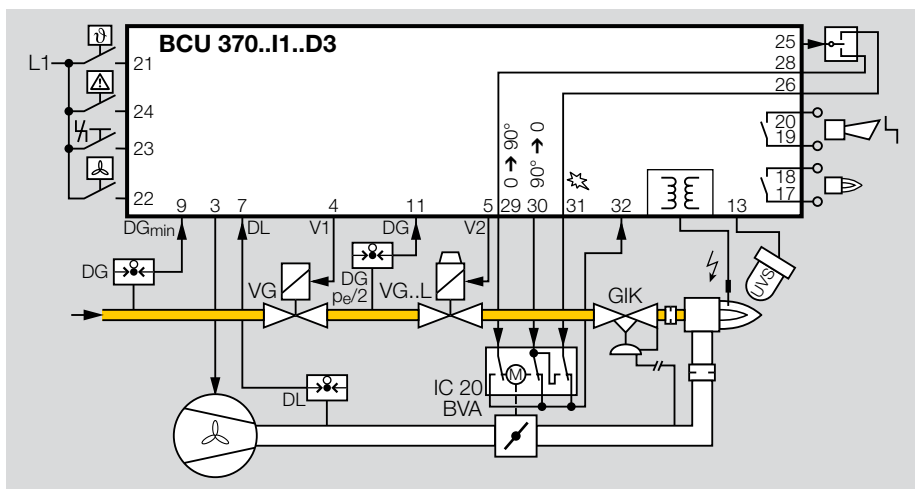 BCU 370..I1..D3
ϑ
L1
21
24
23
22
25
28
26
20
19
18
17
0 → 90°
90° → 0
9
3
7
4
11
5
29
30
31
32
13
DGmin
DL
V1
DG
V2
DG
VG
DG
pe/2
VG..L
GIK
UVS
M
IC 20
BVA
DL